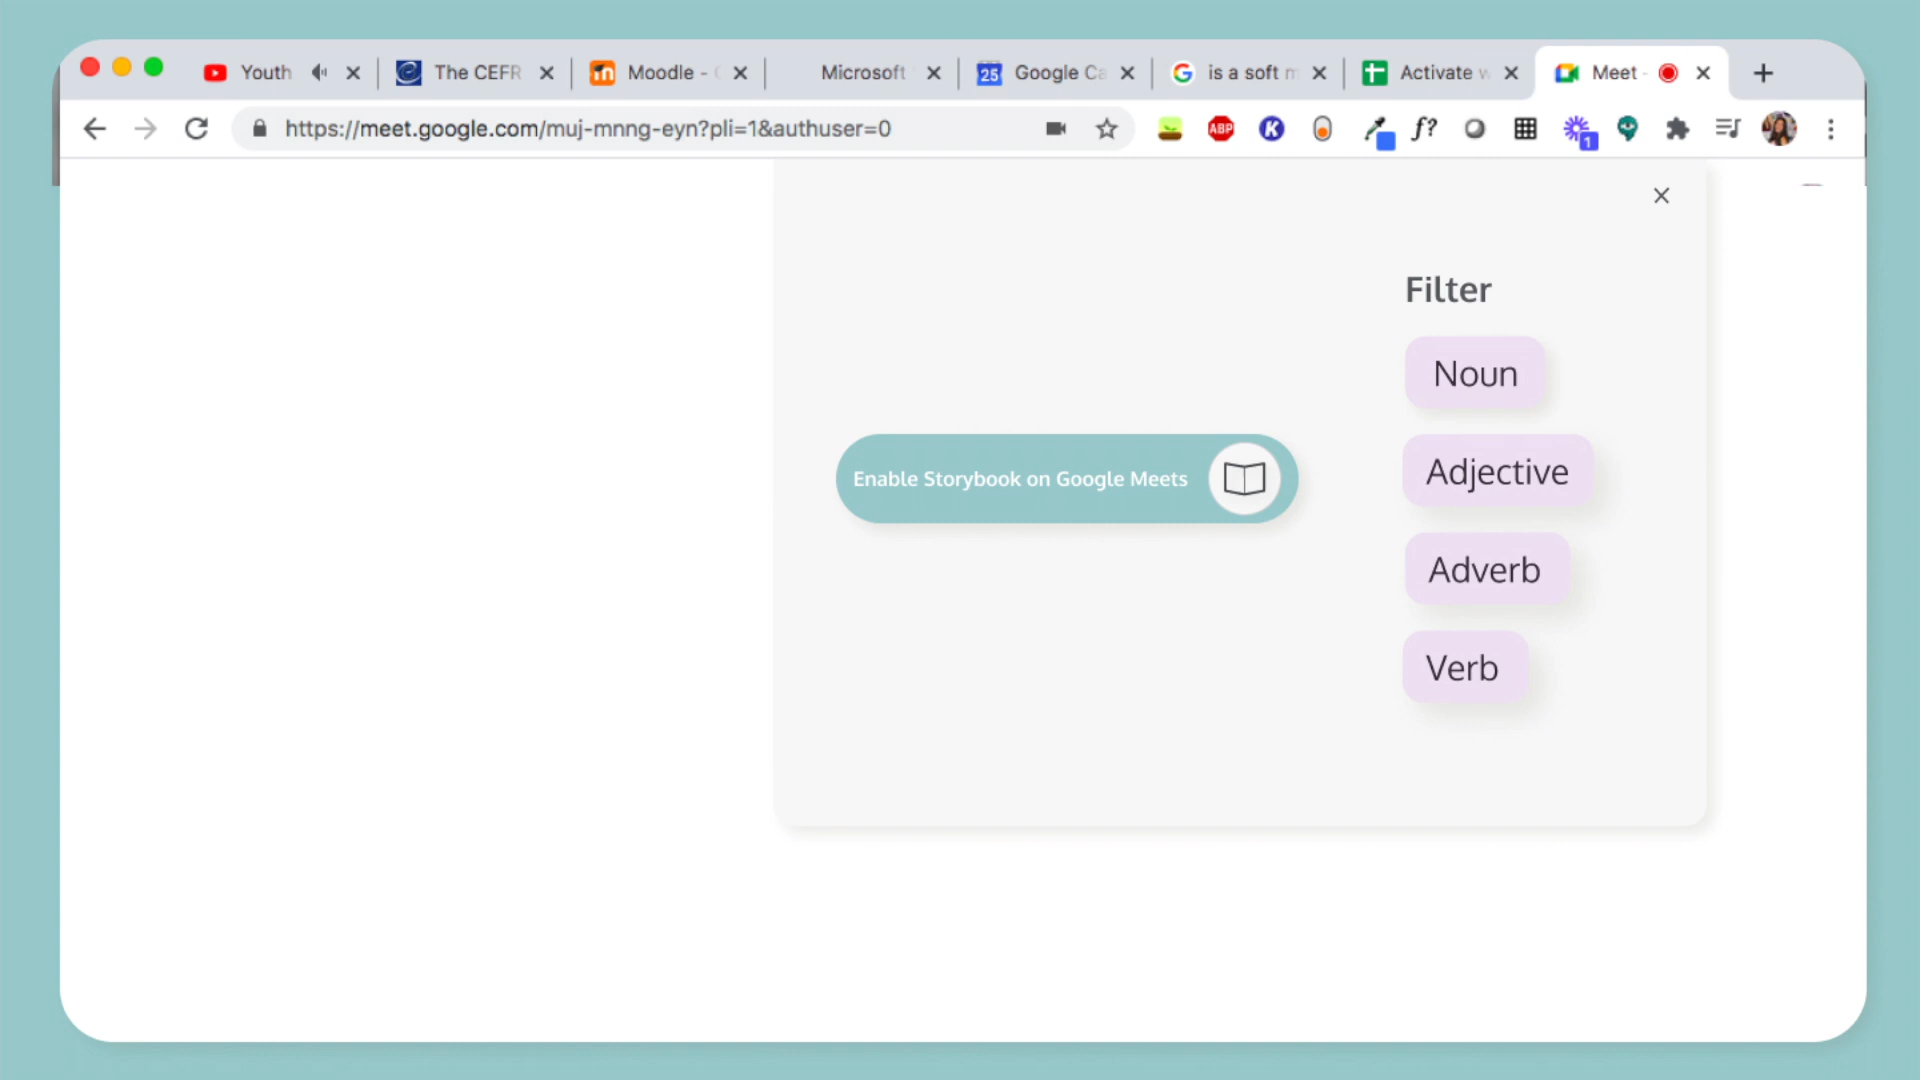 Youth
The CEFR
Moodle -
Microsoft
25
Google Ca
is a soft m
Activate w
Meet -
https://meet.google.com/muj-mnng-eyn?pli=1&authuser=0
ABP
K
f?
1
Filter
Noun
Adjective
Enable Storybook on Google Meets
Adverb
Verb